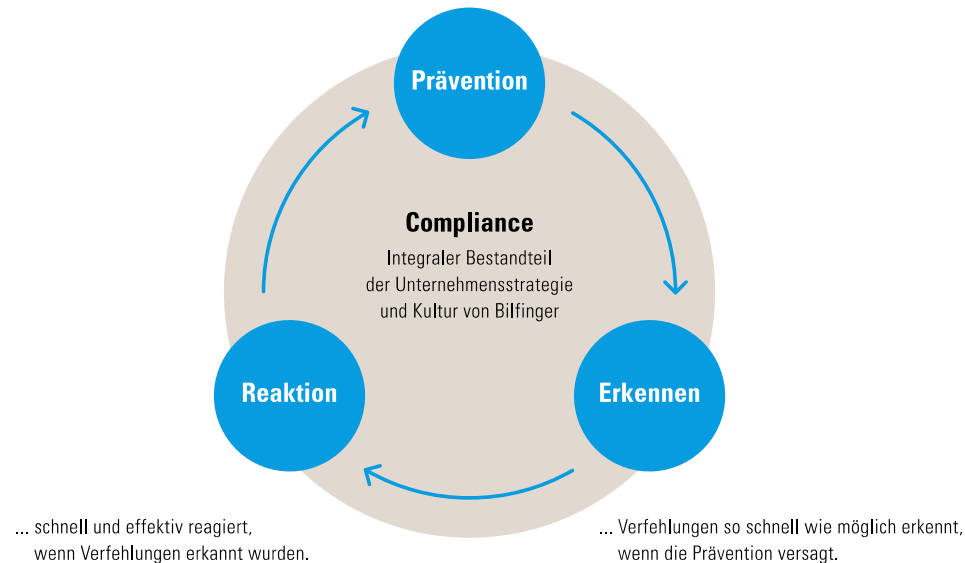 Prävention
Compliance
Integraler Bestandteil
der Unternehmensstrategie
und Kultur von Bilfinger
Reaktion
Erkennen
... schnell und effektiv reagiert,
wenn Verfehlungen erkannt wurden.
... Verfehlungen so schnell wie möglich erkennt,
wenn die Prävention versagt.